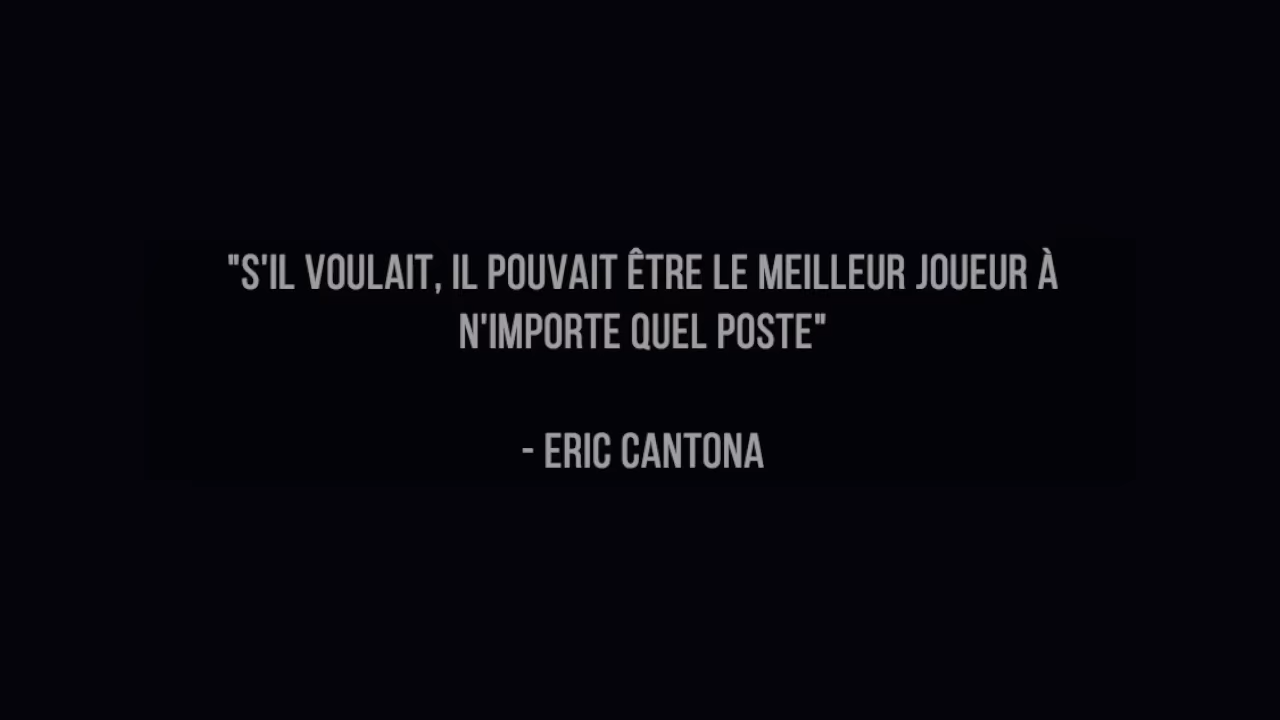 "S'IL VOULAIT, IL POUVAIT ÊTRE LE MEILLEUR JOUEUR À
N'IMPORTE QUEL POSTE"
- ERIC CANTONA